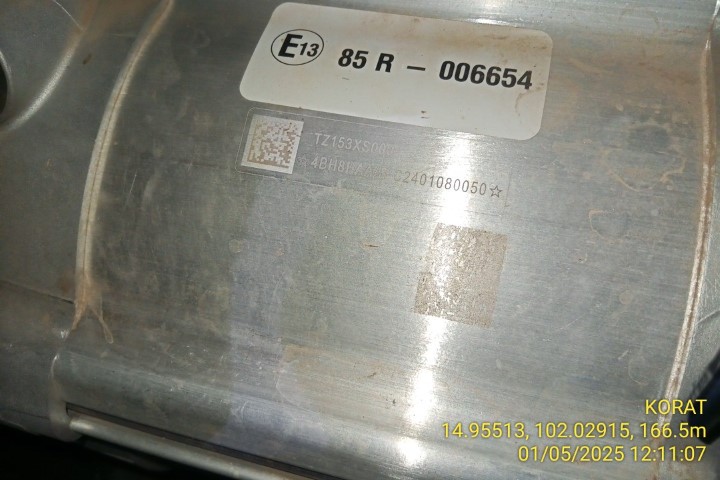 E13 85 R - 006654
TZ153XS
2401080050☆
KORAT
14.95513, 102.02915, 166.5m
01/05/2025 12:11:07